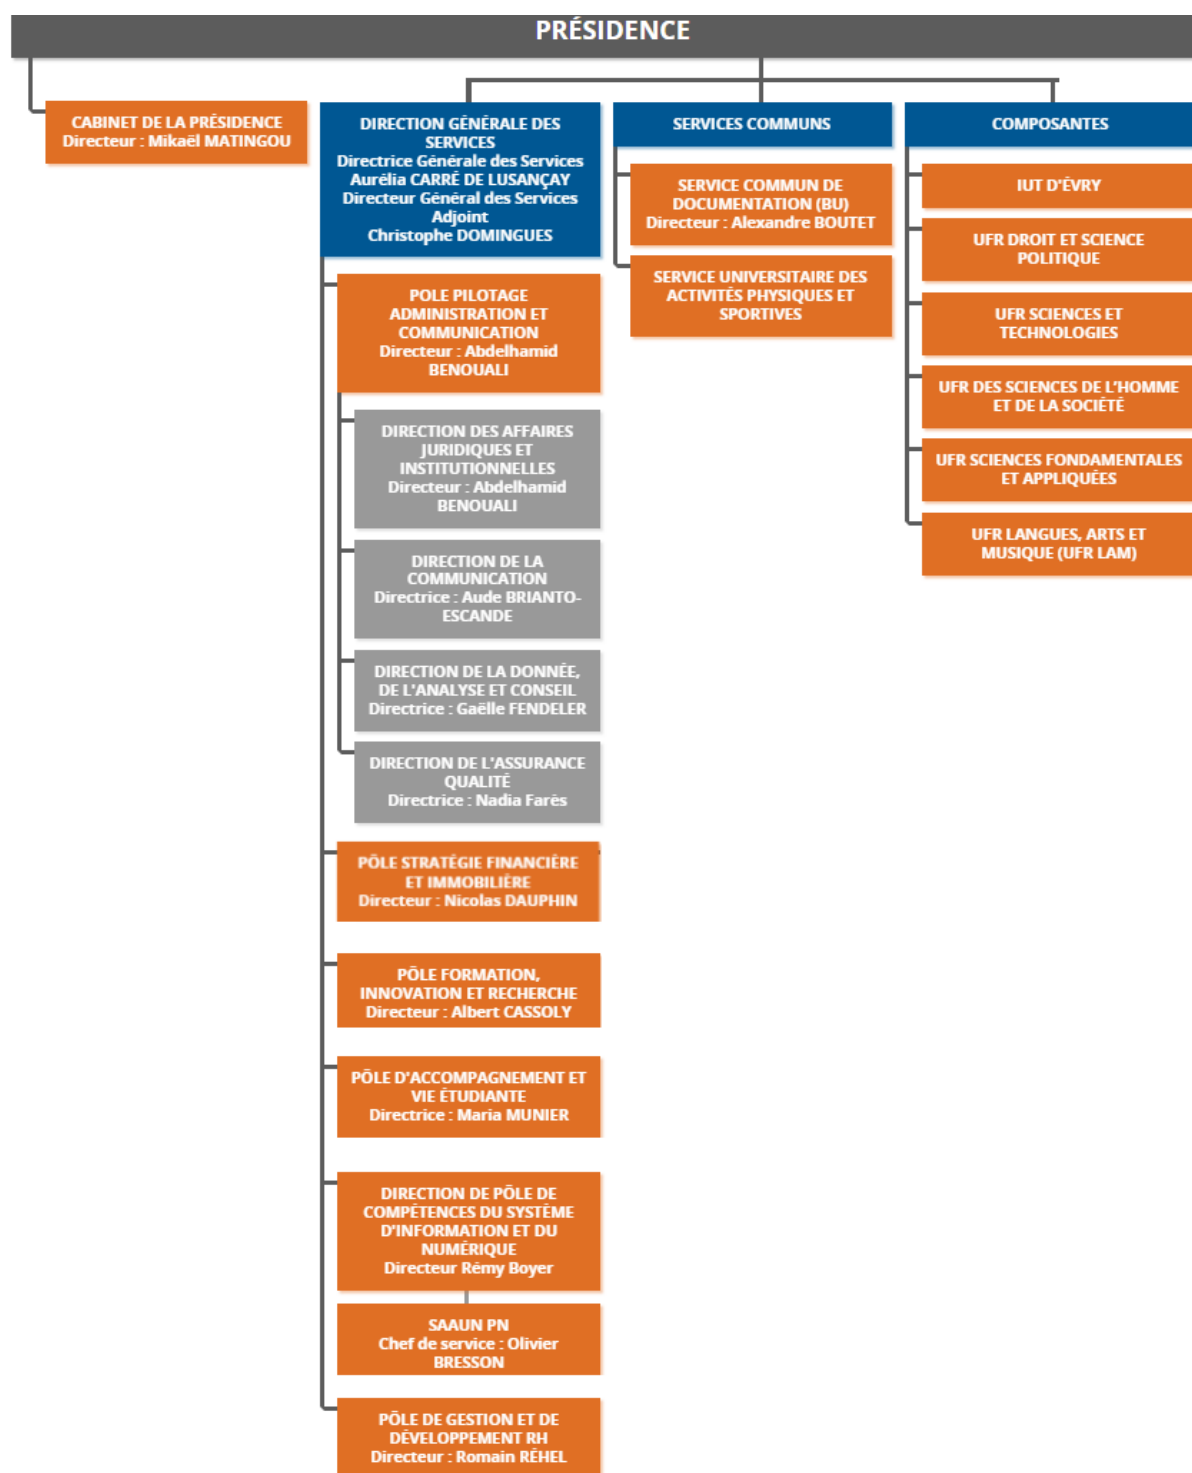 PRÉSIDENCE
CABINET DE LA PRÉSIDENCE
Directeur : Mikaël MATINGOU
DIRECTION GÉNÉRALE DES
SERVICES
Directrice Générale des Services
Aurélia CARRÉ DE LUSANÇAY
Directeur Général des Services
Adjoint
Christophe DOMINGUES
POLE PILOTAGE
ADMINISTRATION ET
COMMUNICATION
Directeur : Abdelhamid
BENOUALI
DIRECTION DES AFFAIRES
JURIDIQUES ET
INSTITUTIONNELLES
Directeur : Abdelhamid
BENOUALI
DIRECTION DE LA
COMMUNICATION
Directrice : Aude BRIANTO-
ESCANDE
DIRECTION DE LA DONNÉE,
DE L'ANALYSE ET CONSEIL
Directrice : Gaëlle FENDELER
DIRECTION DE L'ASSURANCE
QUALITÉ
Directrice : Nadia Farès
PÔLE STRATÉGIE FINANCIÈRE
ET IMMOBILIÈRE
Directeur : Nicolas DAUPHIN
PÔLE FORMATION,
INNOVATION ET RECHERCHE
Directeur : Albert CASSOLY
PÔLE D'ACCOMPAGNEMENT ET
VIE ÉTUDIANTE
Directrice : Maria MUNIER
DIRECTION DE PÔLE DE
COMPÉTENCES DU SYSTÈME
D'INFORMATION ET DU
NUMÉRIQUE
Directeur Rémy Boyer
SAAUN PN
Chef de service : Olivier
BRESSON
PÔLE DE GESTION ET DE
DÉVELOPPEMENT RH
Directeur : Romain RÉHEL
SERVICES COMMUNS
SERVICE COMMUN DE
DOCUMENTATION (BU)
Directeur : Alexandre BOUTET
SERVICE UNIVERSITAIRE DES
ACTIVITÉS PHYSIQUES ET
SPORTIVES
COMPOSANTES
IUT D'ÉVRY
UFR DROIT ET SCIENCE
POLITIQUE
UFR SCIENCES ET
TECHNOLOGIES
UFR DES SCIENCES DE L'HOMME
ET DE LA SOCIÉTÉ
UFR SCIENCES FONDAMENTALES
ET APPLIQUÉES
UFR LANGUES, ARTS ET
MUSIQUE (UFR LAM)